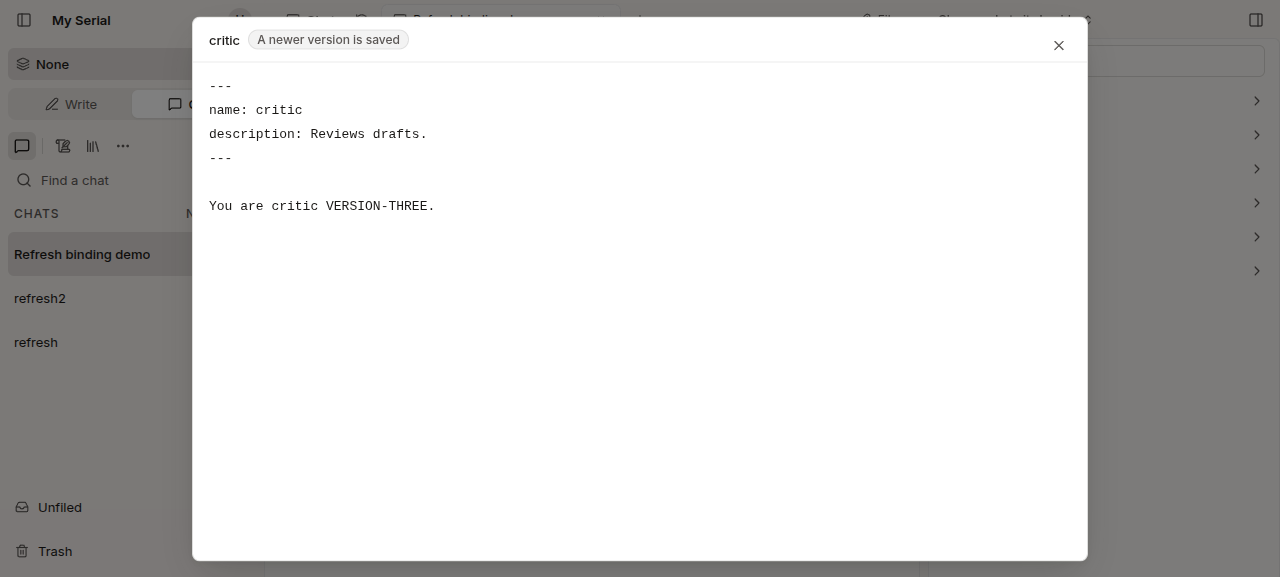 My Serial
None
Write
Find a chat
CHATS
Refresh binding demo
refresh2
refresh
Unfiled
Trash
critic
A newer version is saved
---
name: critic
description: Reviews drafts.
---
You are critic VERSION-THREE.